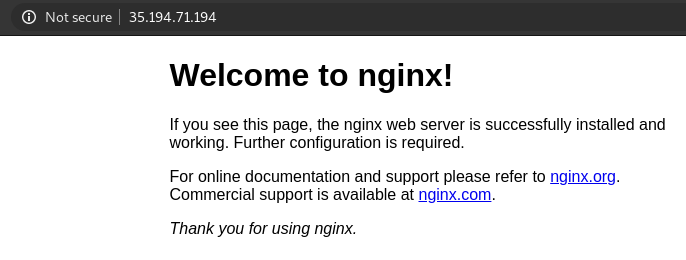 Not secure 35.194.71.194
Welcome to nginx!
If you see this page, the nginx web server is successfully installed and
working. Further configuration is required.
For online documentation and support please refer to nginx.org.
Commercial support is available at nginx.com.
Thank you for using nginx.